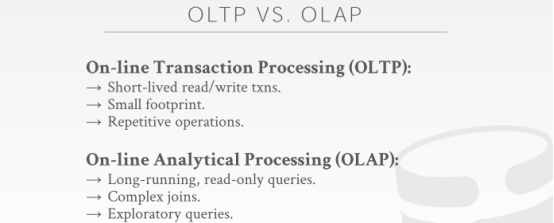 OLTP VS. OLAP
On-line Transaction Processing (OLTP):
→ Short-lived read/write txns.
→ Small footprint.
→ Repetitive operations.
On-line Analytical Processing (OLAP):
→ Long-running, read-only queries.
→ Complex joins.
→ Exploratory queries.